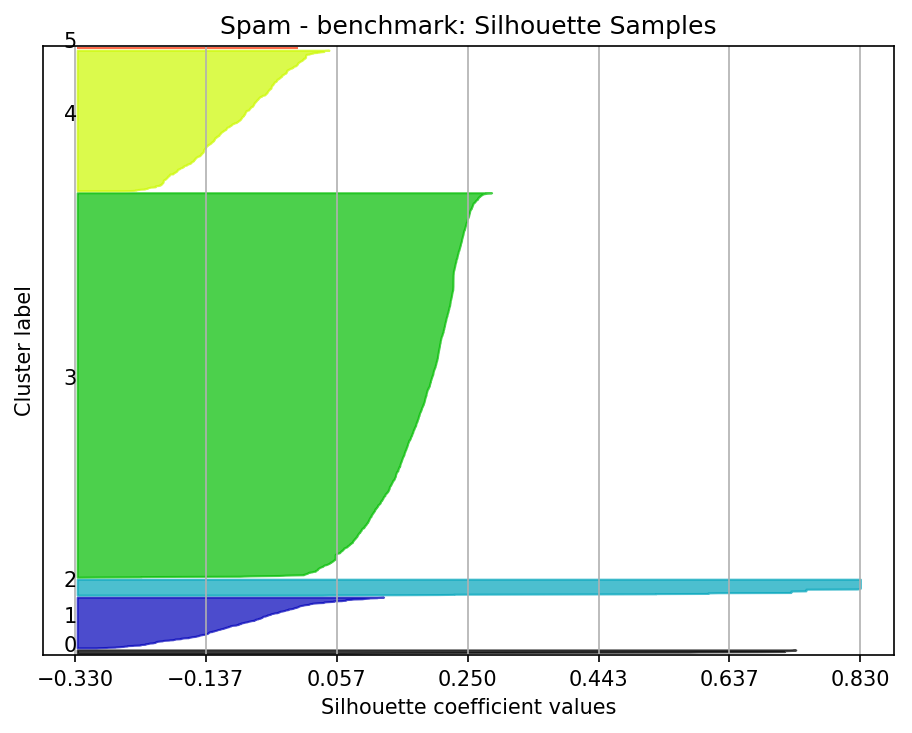 Spam - benchmark: Silhouette Samples
5
4
3
2
1
0
Cluster label
−0.330 −0.137 0.057 0.250 0.443 0.637 0.830
Silhouette coefficient values